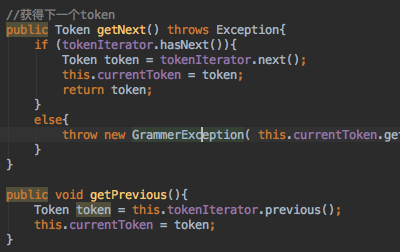 //获得下一个token
public Token getNext() throws Exception{
if (tokenIterator.hasNext()){
Token token = tokenIterator.next();
this.currentToken = token;
return token;
}
else{
throw new GrammerException( this.currentToken.get
}
}
public void getPrevious(){
Token token = this.tokenIterator.previous();
this.currentToken = token;
}